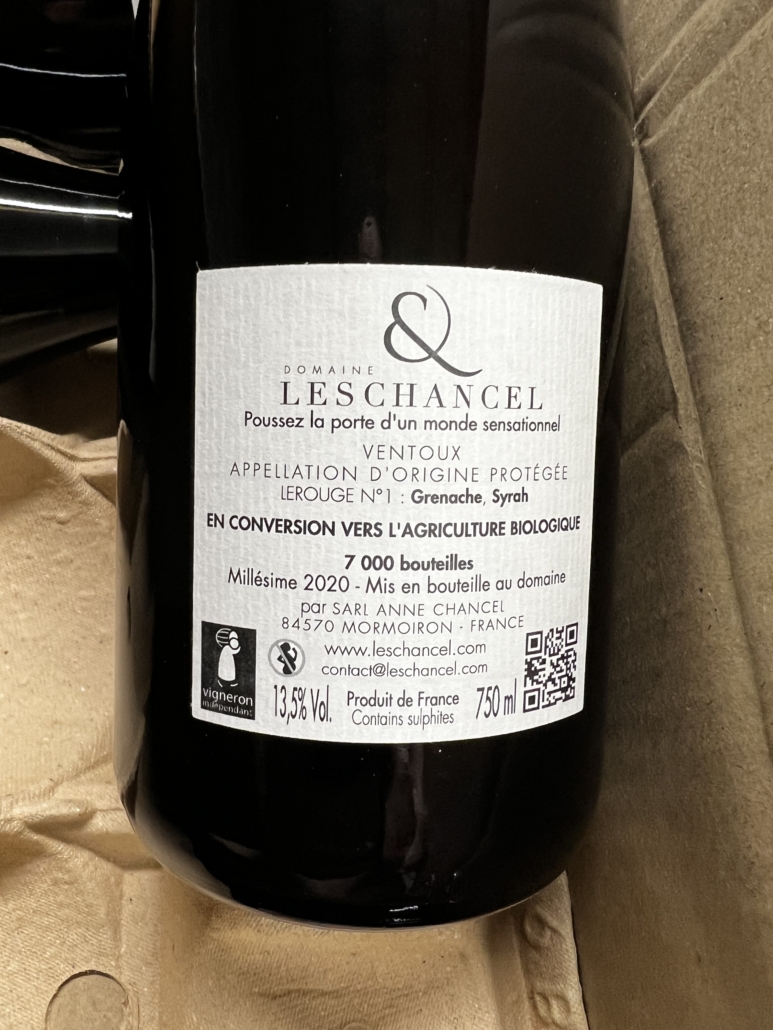 &
DOMAINE
LESCHANCEL
Poussez la porte d'un monde sensationnel
VENTOUX
APPELLATION D'ORIGINE PROTÉGÉE
LEROUGE N°1 : Grenache, Syrah
EN CONVERSION VERS L'AGRICULTURE BIOLOGIQUE
7 000 bouteilles
Millésime 2020 - Mis en bouteille au domaine
par SARL ANNE CHANCEL
84570 MORMOIRON - FRANCE
www.leschancel.com
contact@leschancel.com
vigneron
indépendant
13,5% Vol.
Produit de France
Contains sulphites
750 ml